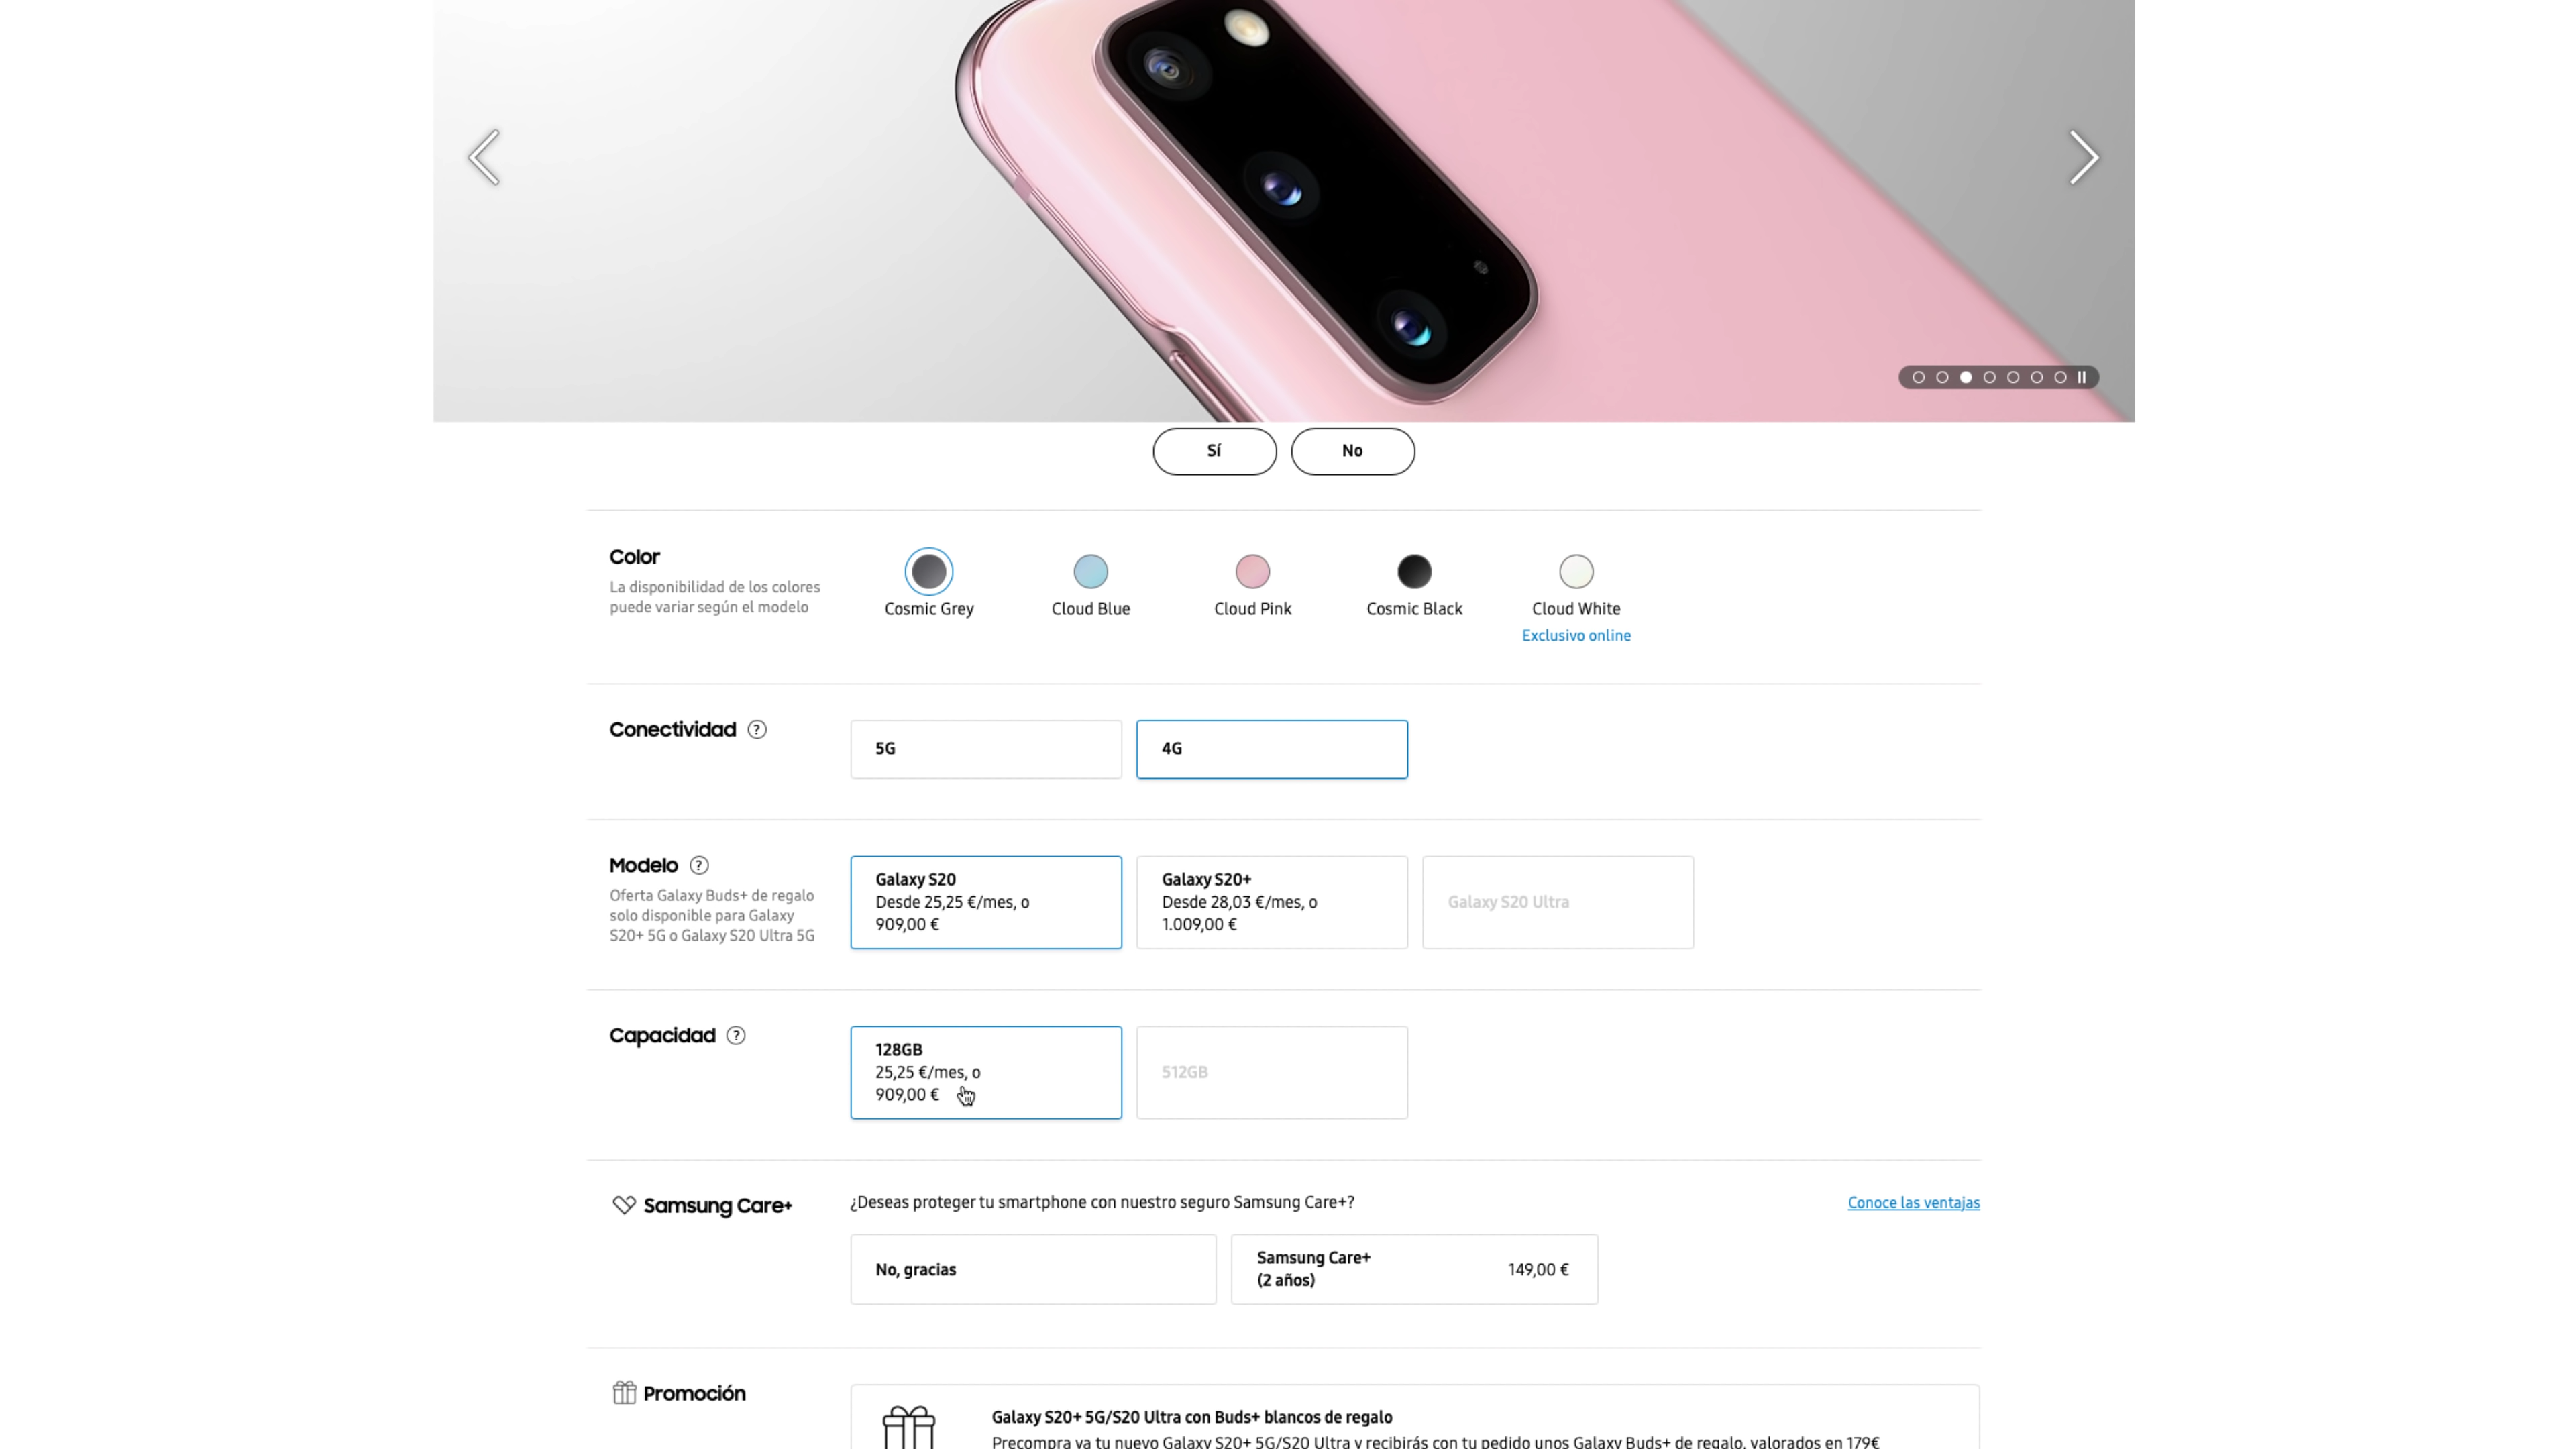 Sí
No
Color
La disponibilidad de los colores
puede variar según el modelo
Cosmic Grey
Cloud Blue
Cloud Pink
Cosmic Black
Cloud White
Exclusivo online
Conectividad ?
5G
4G
Modelo ?
Oferta Galaxy Buds+ de regalo
solo disponible para Galaxy
S20+ 5G o Galaxy S20 Ultra 5G
Galaxy S20
Desde 25,25 €/mes, o
909,00 €
Galaxy S20+
Desde 28,03 €/mes, o
1.009,00 €
Galaxy S20 Ultra
Capacidad ?
128GB
25,25 €/mes, o
909,00 €
512GB
Samsung Care+
¿Deseas proteger tu smartphone con nuestro seguro Samsung Care+?
Conoce las ventajas
No, gracias
Samsung Care+
(2 años)
149,00 €
Promoción
Galaxy S20+ 5G/S20 Ultra con Buds+ blancos de regalo
Precompra ya tu nuevo Galaxy S20+ 5G/S20 Ultra y recibirás con tu pedido unos Galaxy Buds+ de regalo, valorados en 179€